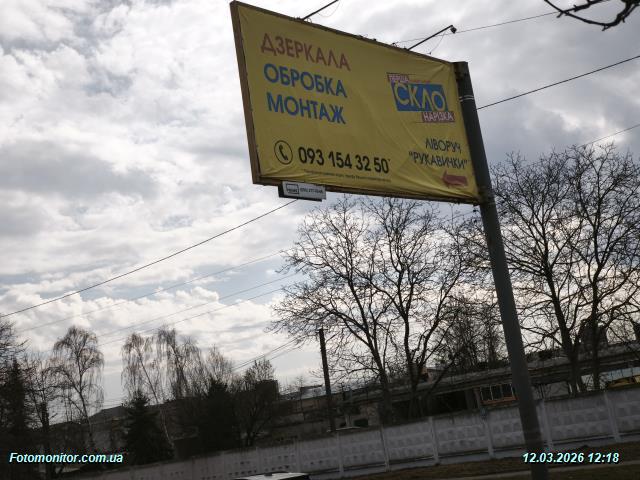 ДЗЕРКАЛА
ОБРОБКА
МОНТАЖ
093 154 32 50
ПЕРША
СКЛО
НАРІЗКА
ЛІВОРУЧ
"РУКАВИЧКИ"
Fotomonitor.com.ua
12.03.2026 12:18